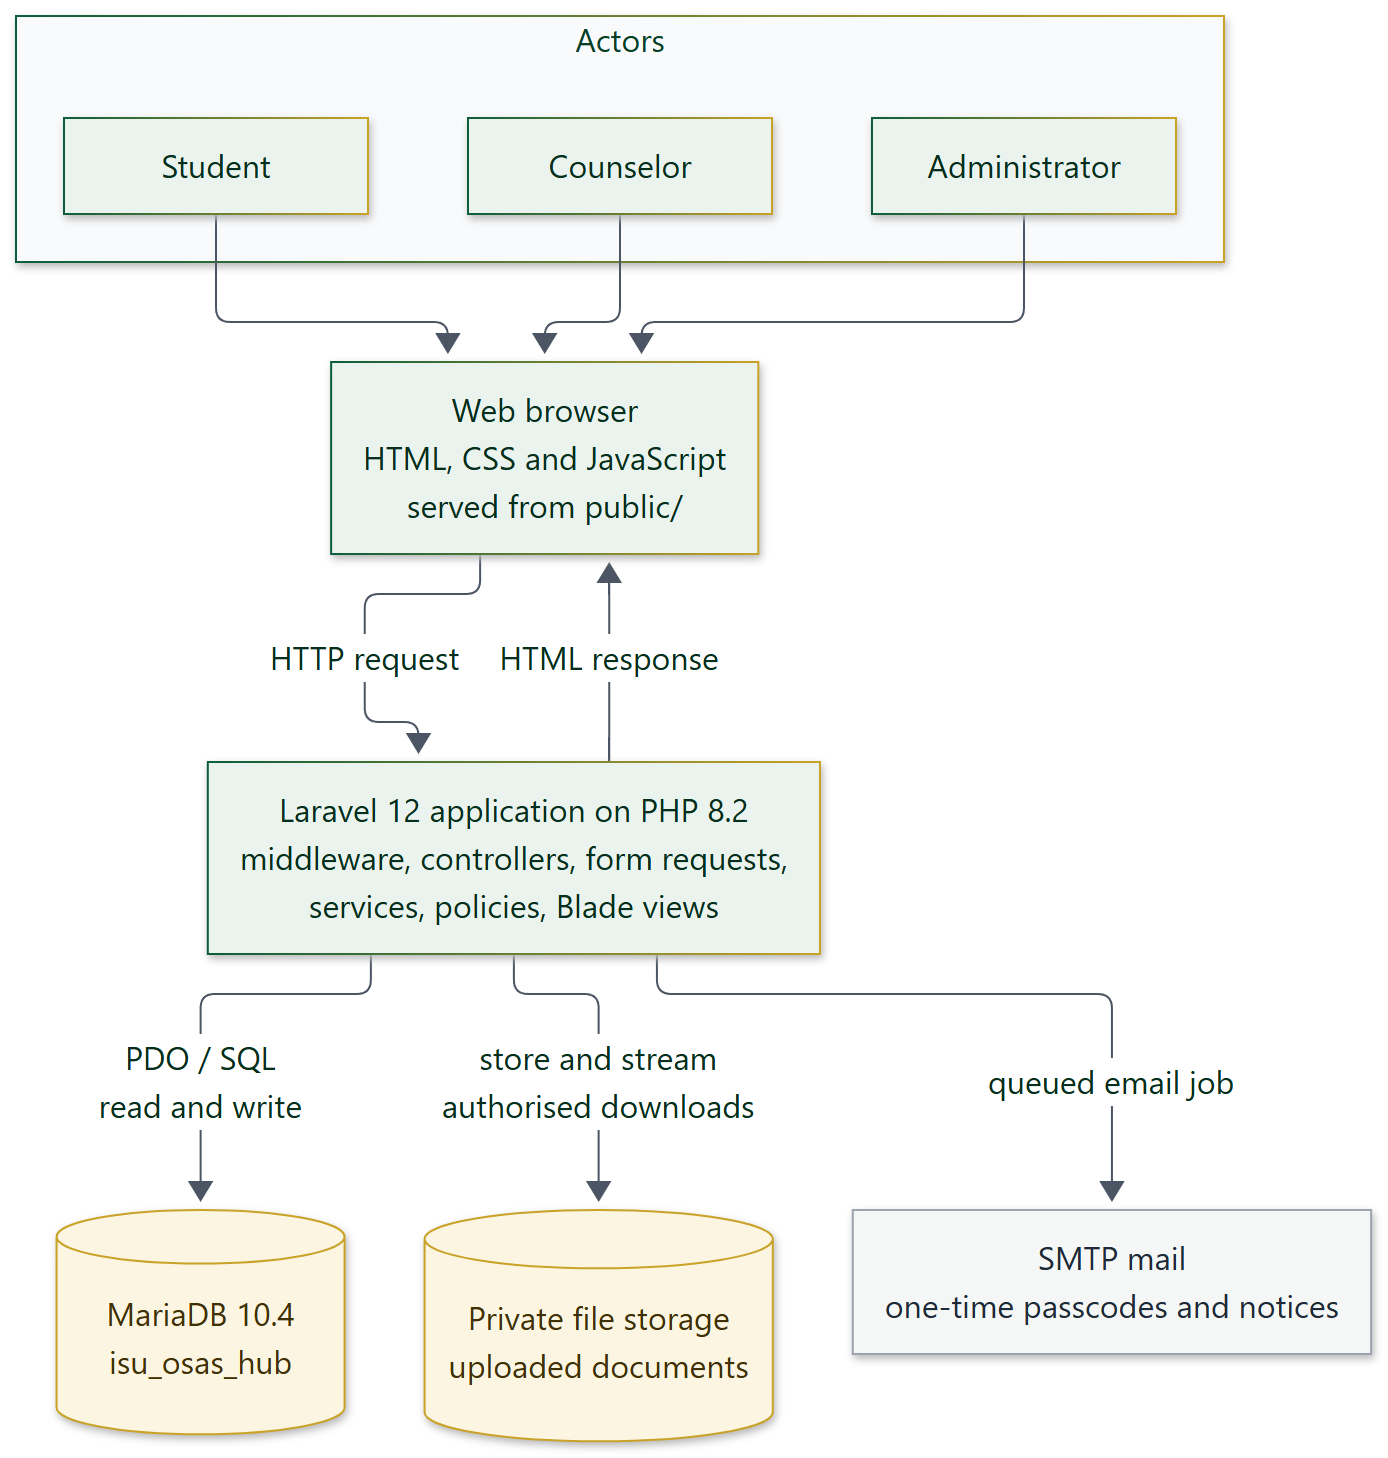 Actors
Student
Counselor
Administrator
Web browser
HTML, CSS and JavaScript
served from public/
HTTP request
HTML response
Laravel 12 application on PHP 8.2
middleware, controllers, form requests,
services, policies, Blade views
PDO / SQL
read and write
store and stream
authorised downloads
queued email job
MariaDB 10.4
isu_osas_hub
Private file storage
uploaded documents
SMTP mail
one-time passcodes and notices